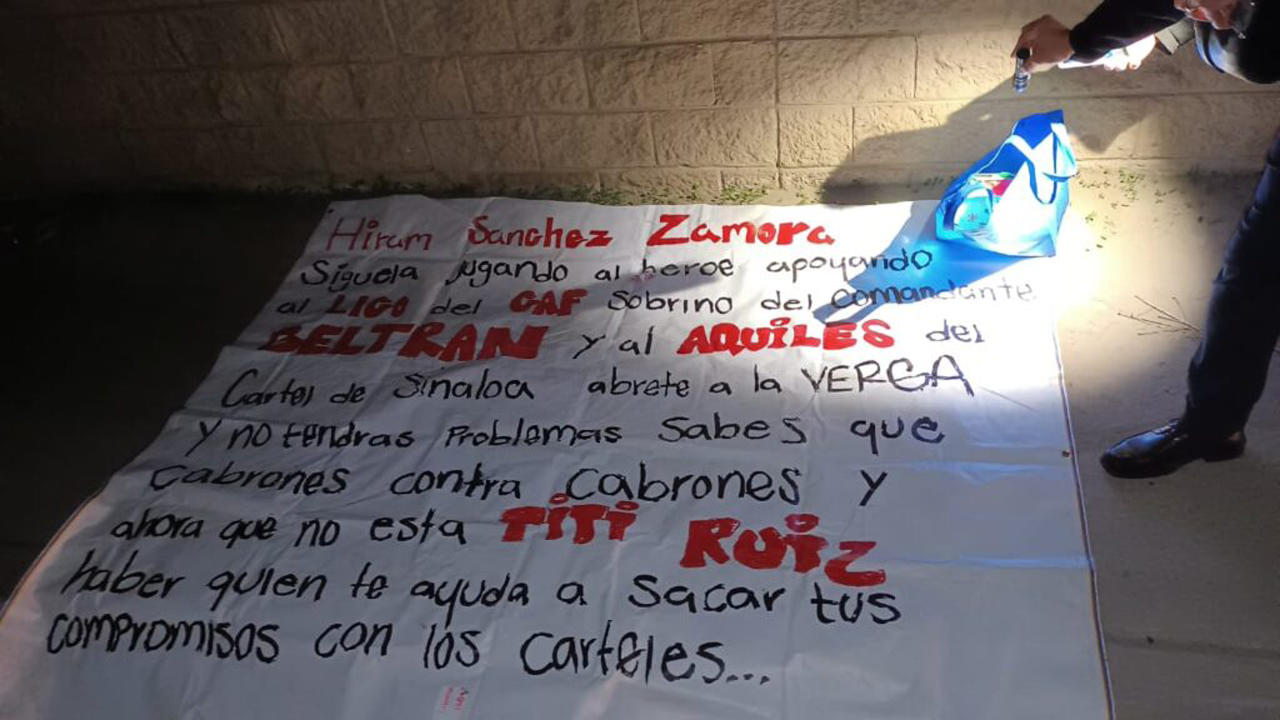 Hiram Sanchez Zamora
Siguela jugando al heroe apoyando
al LIGO del CAF Sobrino del comandante
BELTRAN y al AQUiLES del
Cartel de Sinaloa abrete a la VERGA
y no tendras Problemas Sabes que
Cabrones contra Cabrones y
ahora que no esta TiTi RUiz
haber quien te ayuda a Sacar tus
compromisos con los carteles...